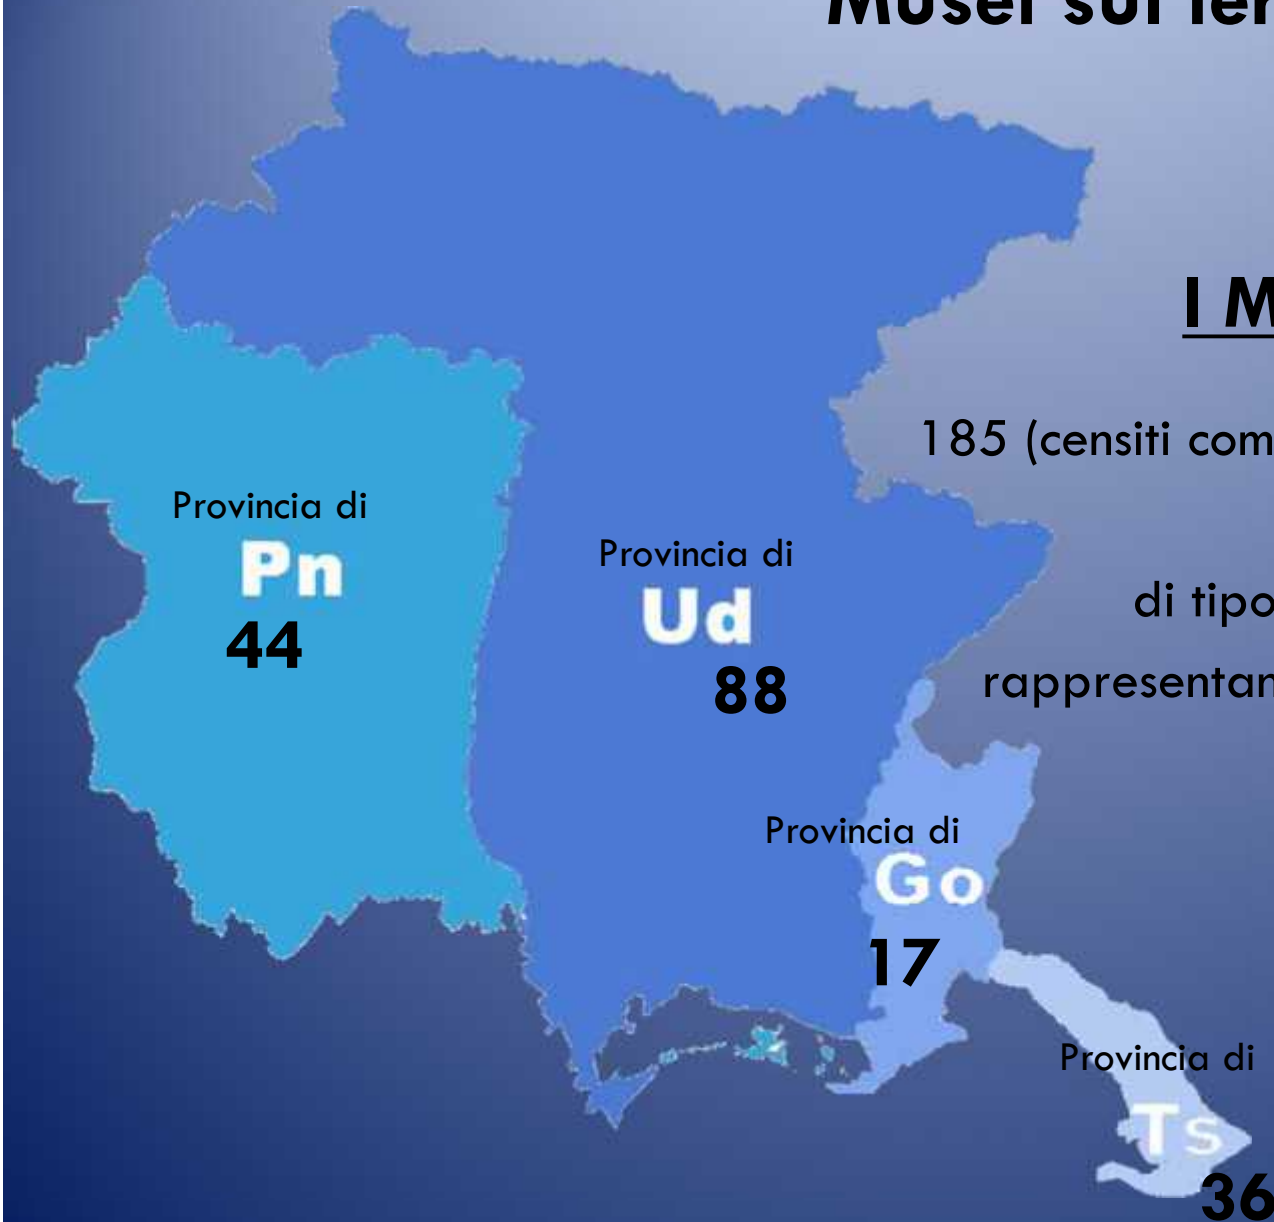 Musei sul ter
I M
185 (censiti com
Provincia di
Pn
44
Provincia di
Ud
88
di tipo
rappresentan
Provincia di
Go
17
Provincia di
Ts
36